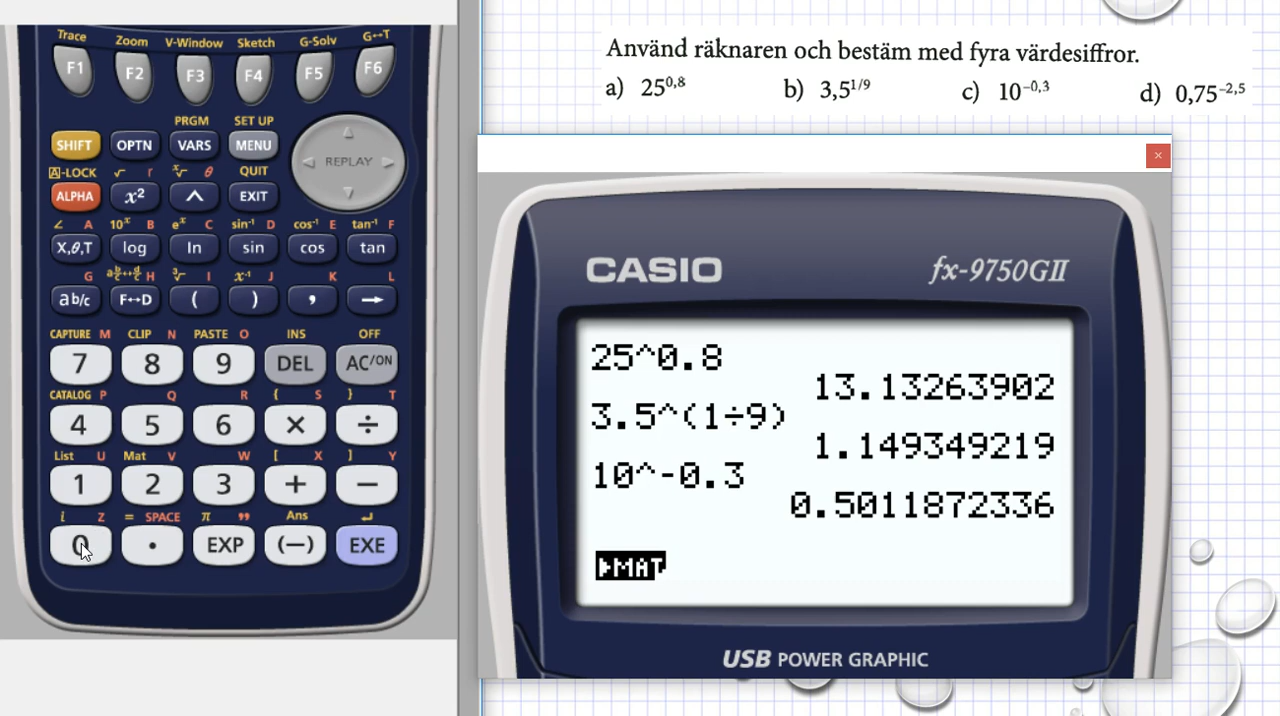 Trace Zoom V-Window Sketch G-Solv G↔T
F1 F2 F3 F4 F5 F6
PRGM SET UP
SHIFT OPTN VARS MENU
REPLAY
A-LOCK √ r ˣ√ θ QUIT
ALPHA x² ^ EXIT
∠ A 10ˣ B eˣ C sin⁻¹ D cos⁻¹ E tan⁻¹ F
X,θ,T log ln sin cos tan
G a b/c↔d/c H ³√ I x⁻¹ J K L
ab/c F↔D ( ) , →
CAPTURE M CLIP N PASTE O INS OFF
7 8 9 DEL AC/ON
CATALOG P Q R { S } T
4 5 6 × ÷
List U Mat V W [ X ] Y
1 2 3 + −
i Z = SPACE π " Ans ↵
0 • EXP (−) EXE
Använd räknaren och bestäm med fyra värdesiffror.
a) 25^0,8 b) 3,5^1/9 c) 10^−0,3 d) 0,75^−2,5
×
CASIO fx-9750GII
25^0.8
13.13263902
3.5^(1÷9)
1.149349219
10^-0.3
0.5011872336
▶MAT
USB POWER GRAPHIC